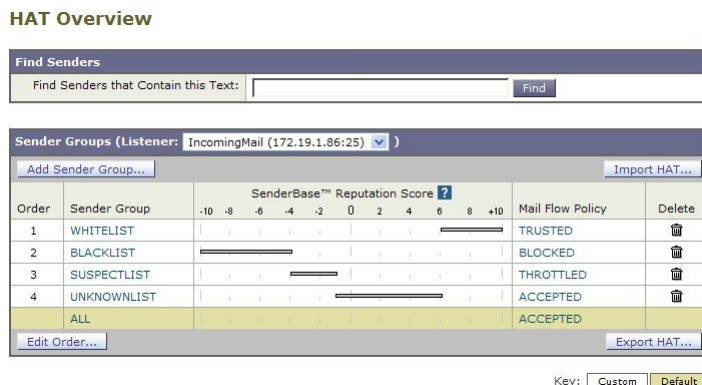 HAT Overview
Find Senders
Find Senders that Contain this Text: Find
Sender Groups (Listener: IncomingMail (172.19.1.86:25) )
Add Sender Group... Import HAT...
SenderBase™ Reputation Score ?
Order Sender Group -10 -8 -6 -4 -2 0 2 4 6 8 +10 Mail Flow Policy Delete
1 WHITELIST TRUSTED
2 BLACKLIST BLOCKED
3 SUSPECTLIST THROTTLED
4 UNKNOWNLIST ACCEPTED
ALL ACCEPTED
Edit Order... Export HAT...
Key: Custom Default